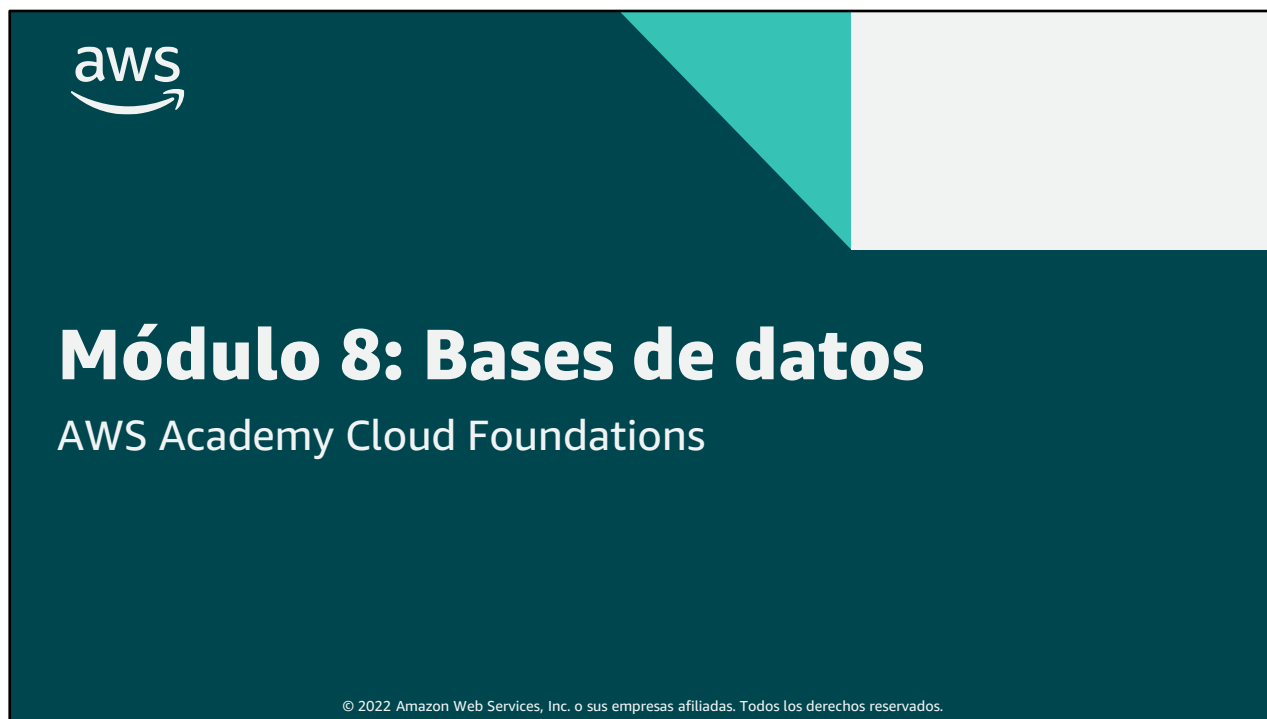 aws
Módulo 8: Bases de datos
AWS Academy Cloud Foundations
© 2022 Amazon Web Services, Inc. o sus empresas afiliadas. Todos los derechos reservados.